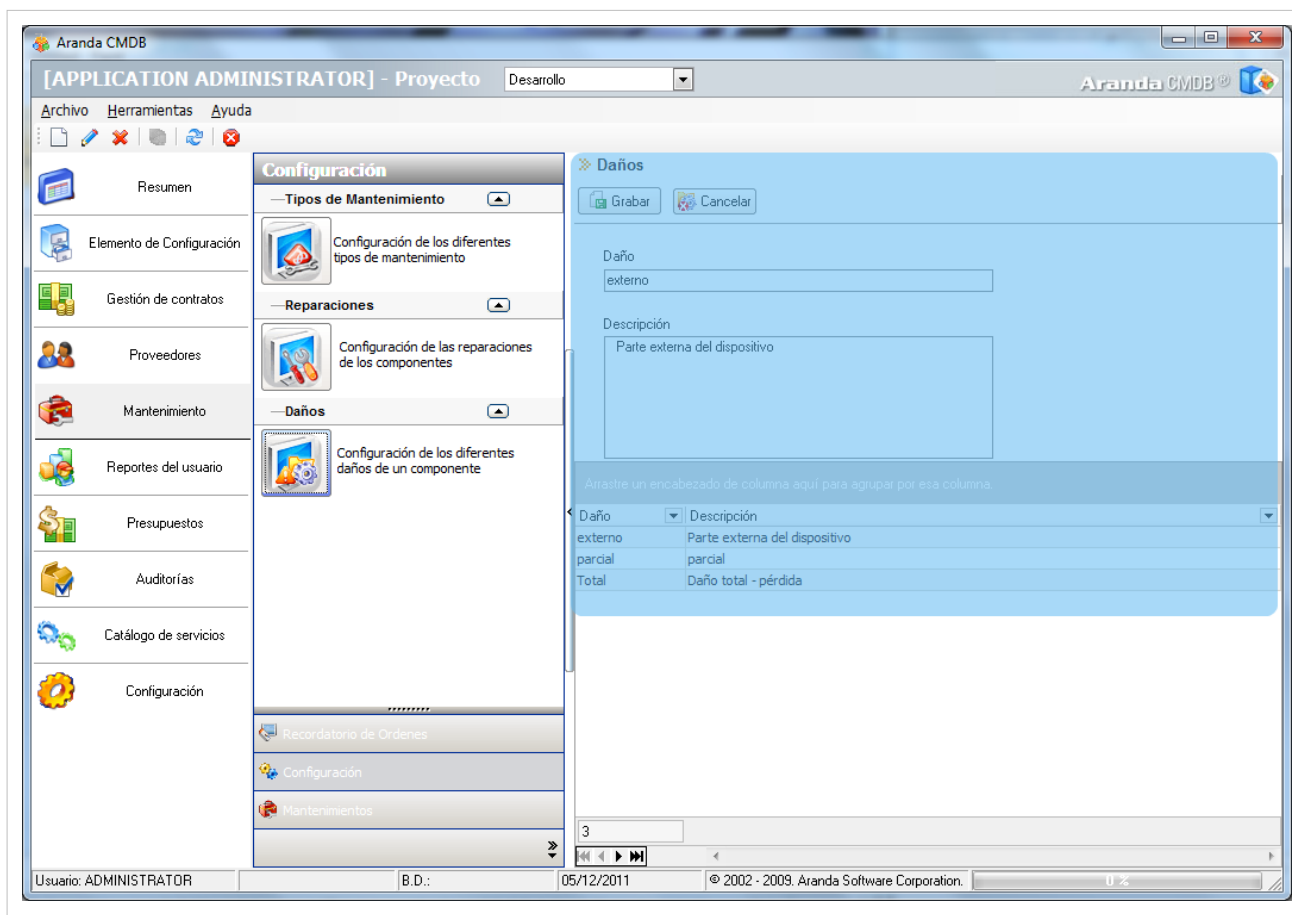 Aranda CMDB
[APPLICATION ADMINISTRATOR] - Proyecto Desarrollo
Aranda CMDB®
Archivo Herramientas Ayuda
Resumen
Elemento de Configuración
Gestión de contratos
Proveedores
Mantenimiento
Reportes del usuario
Presupuestos
Auditorías
Catálogo de servicios
Configuración
Configuración
Tipos de Mantenimiento
Configuración de los diferentes
tipos de mantenimiento
Reparaciones
Configuración de las reparaciones
de los componentes
Daños
Configuración de los diferentes
daños de un componente
Recordatorio de Ordenes
Configuración
Mantenimientos
Daños
Grabar Cancelar
Daño
externo
Descripción
Parte externa del dispositivo
Arrastre un encabezado de columna aquí para agrupar por esa columna.
Daño Descripción
externo Parte externa del dispositivo
parcial parcial
Total Daño total - pérdida
3
Usuario: ADMINISTRATOR B.D.: 05/12/2011 © 2002 - 2009. Aranda Software Corporation. 0 %